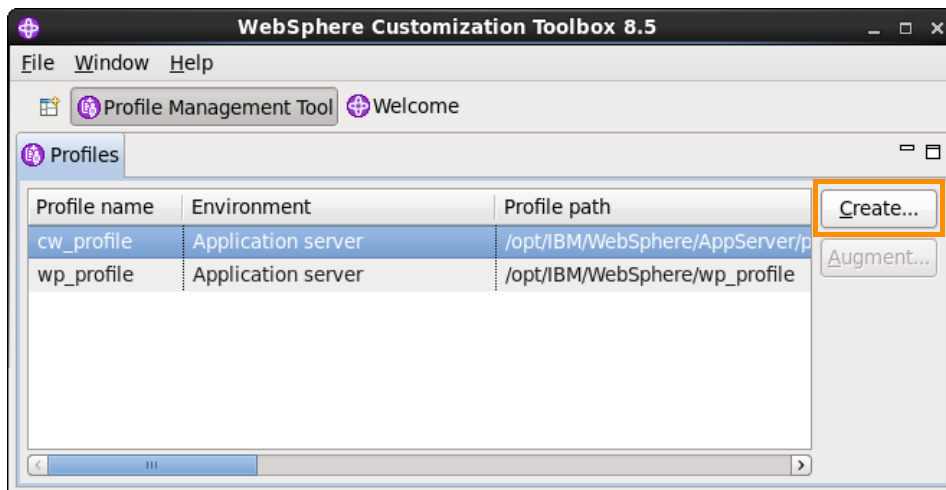 WebSphere Customization Toolbox 8.5
File Window Help
Profile Management Tool Welcome
Profiles
Profile name Environment Profile path Create...
cw_profile Application server /opt/IBM/WebSphere/AppServer/p
Augment...
wp_profile Application server /opt/IBM/WebSphere/wp_profile